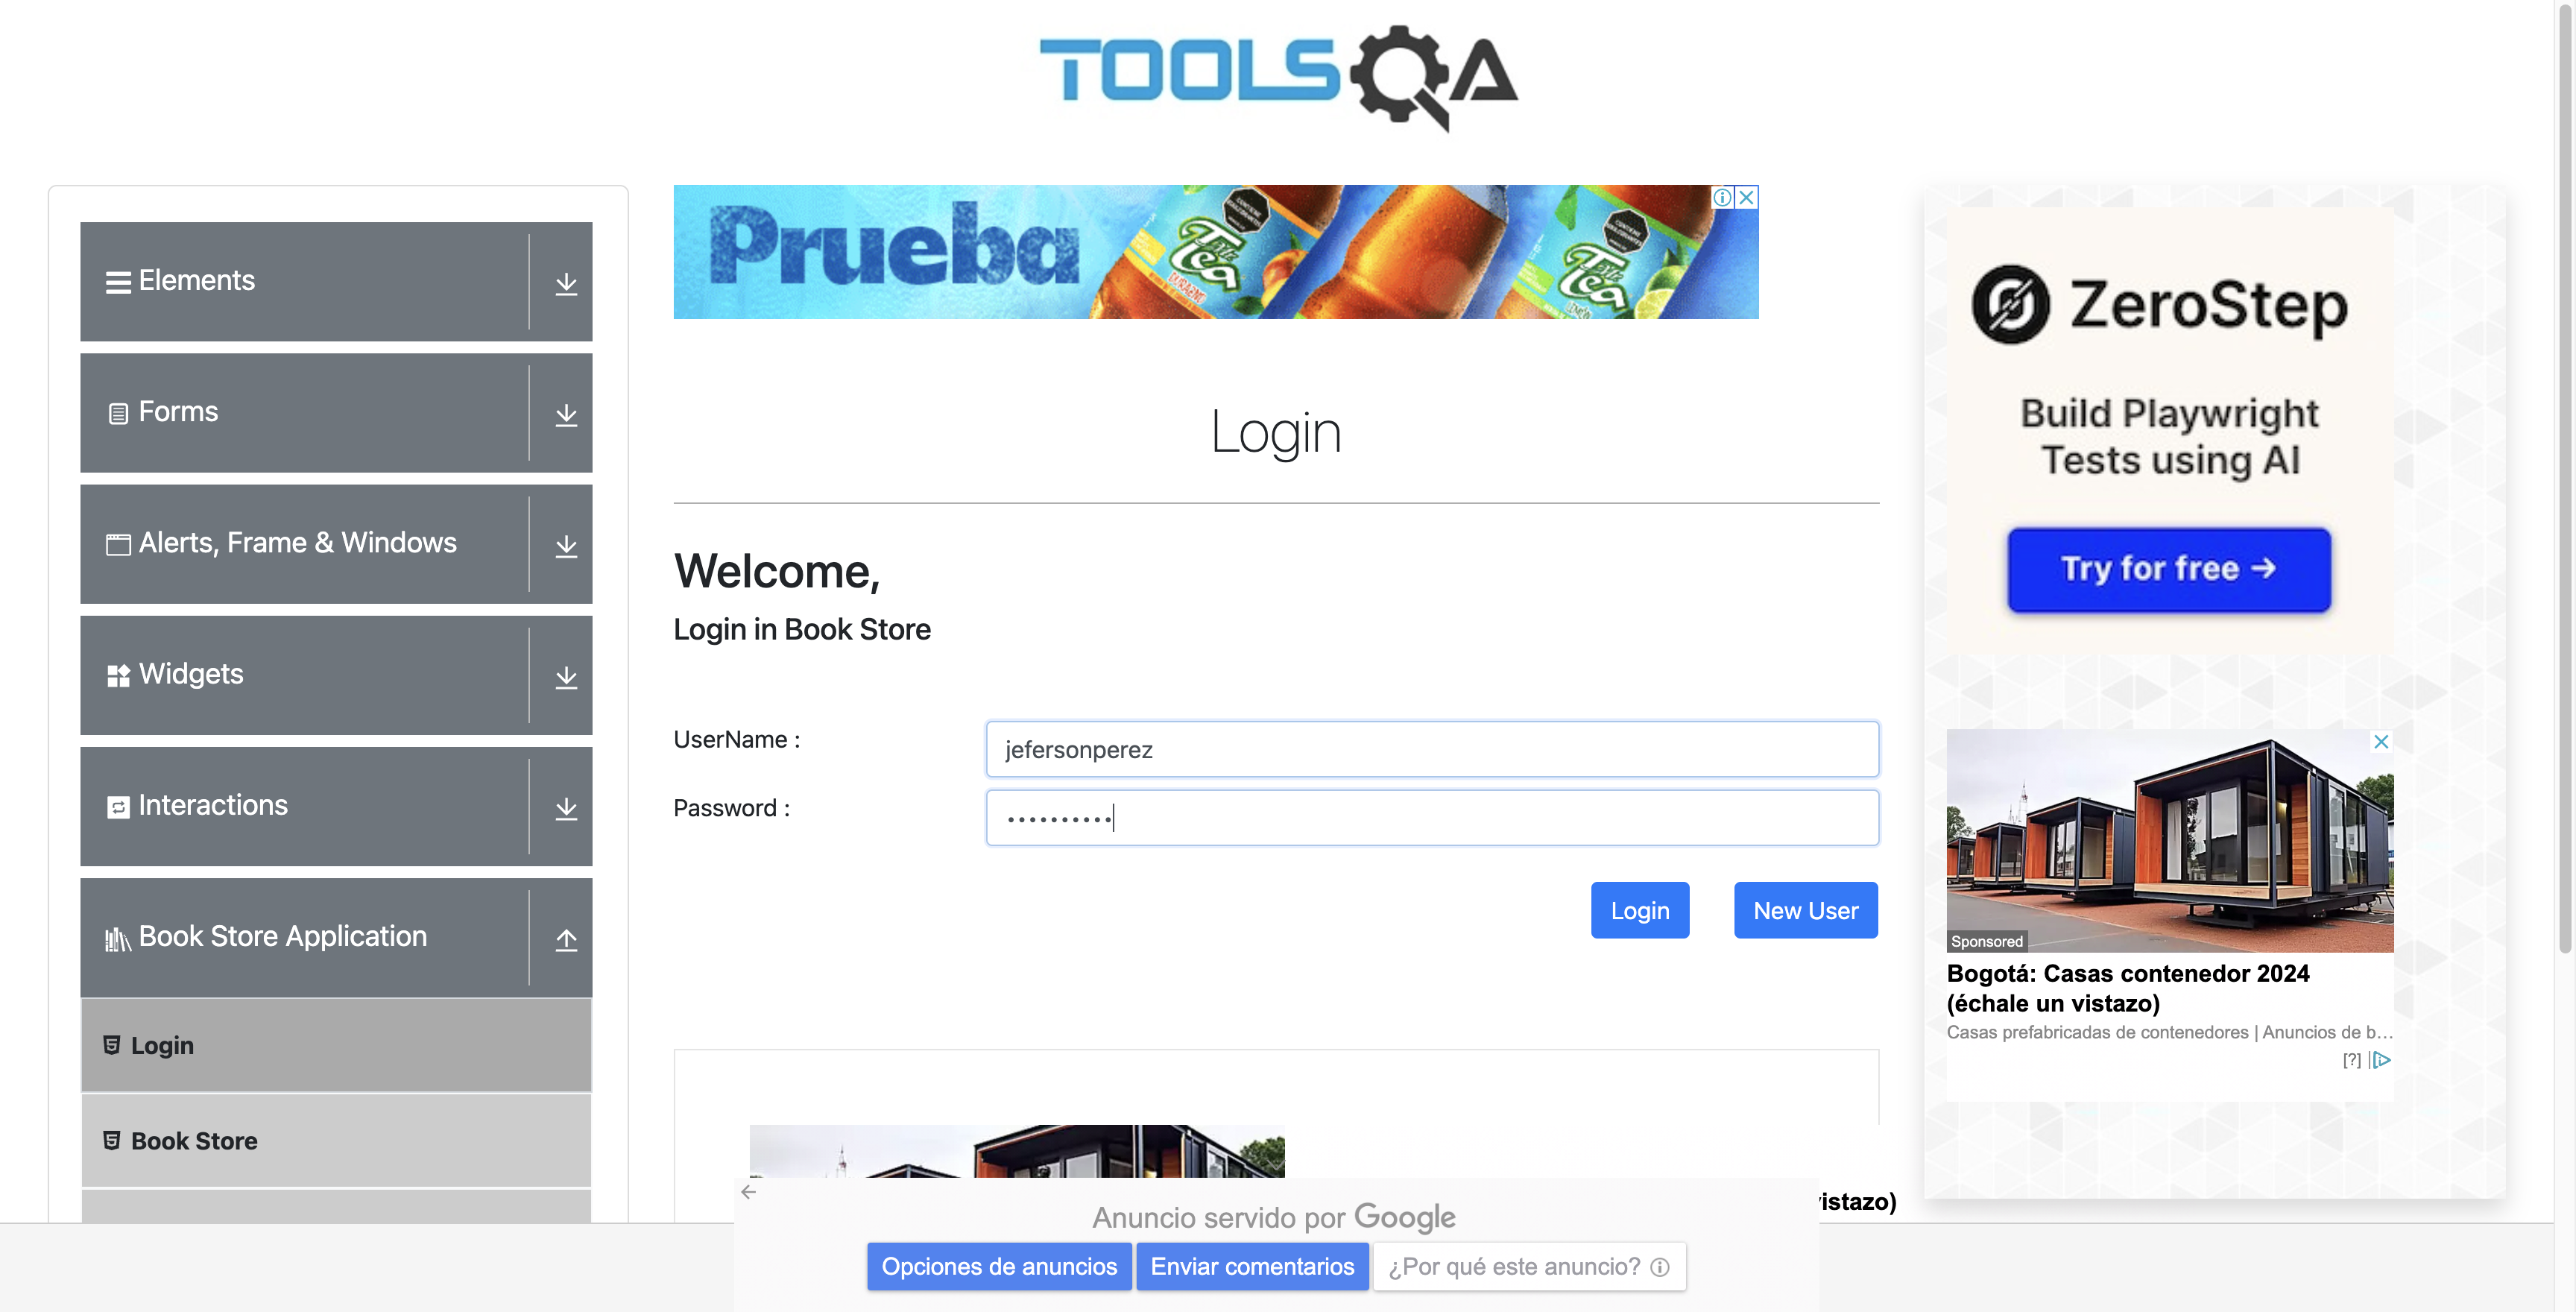 TOOLSQA
Elements
Forms
Alerts, Frame & Windows
Widgets
Interactions
Book Store Application
Login
Book Store
Prueba
Login
Welcome,
Login in Book Store
UserName :
jefersonperez
Password :
Login
New User
ZeroStep
Build Playwright
Tests using AI
Try for free →
Sponsored
Bogotá: Casas contenedor 2024
(échale un vistazo)
Casas prefabricadas de contenedores | Anuncios de b...
[?]
vistazo)
Anuncio servido por Google
Opciones de anuncios
Enviar comentarios
¿Por qué este anuncio?